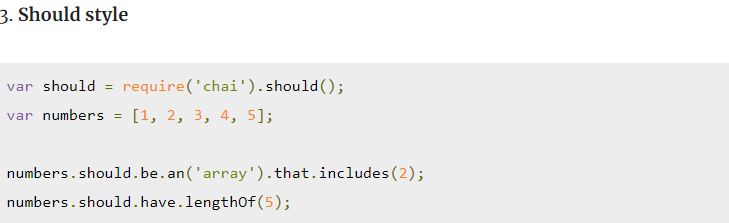 3. Should style
var should = require('chai').should();
var numbers = [1, 2, 3, 4, 5];
numbers.should.be.an('array').that.includes(2);
numbers.should.have.lengthOf(5);